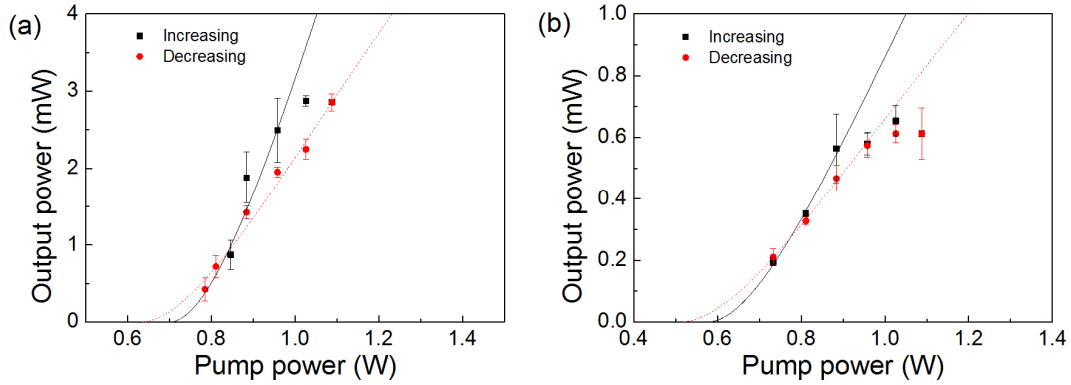 (a)
Increasing
Decreasing
Output power (mW)
4
3
2
1
0
0.6 0.8 1.0 1.2 1.4
Pump power (W)
(b)
Increasing
Decreasing
Output power (mW)
1.0
0.8
0.6
0.4
0.2
0.0
0.4 0.6 0.8 1.0 1.2 1.4
Pump power (W)